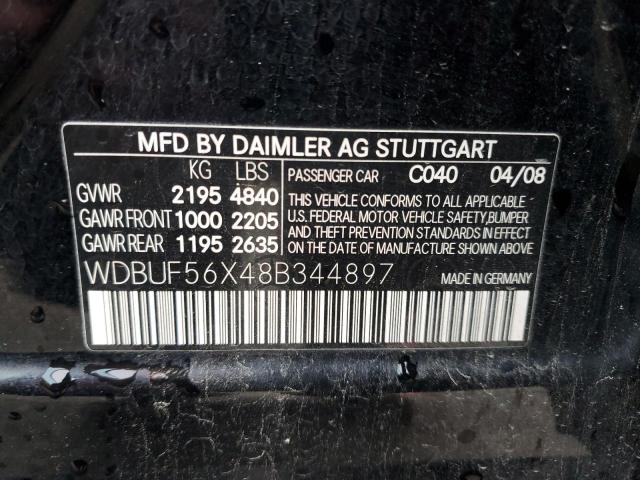 MFD BY DAIMLER AG STUTTGART
KG LBS
GVWR 2195 4840
GAWR FRONT 1000 2205
GAWR REAR 1195 2635
PASSENGER CAR C040 04/08
THIS VEHICLE CONFORMS TO ALL APPLICABLE
U.S. FEDERAL MOTOR VEHICLE SAFETY,BUMPER
AND THEFT PREVENTION STANDARDS IN EFFECT
ON THE DATE OF MANUFACTURE SHOWN ABOVE.
WDBUF56X48B344897 MADE IN GERMANY